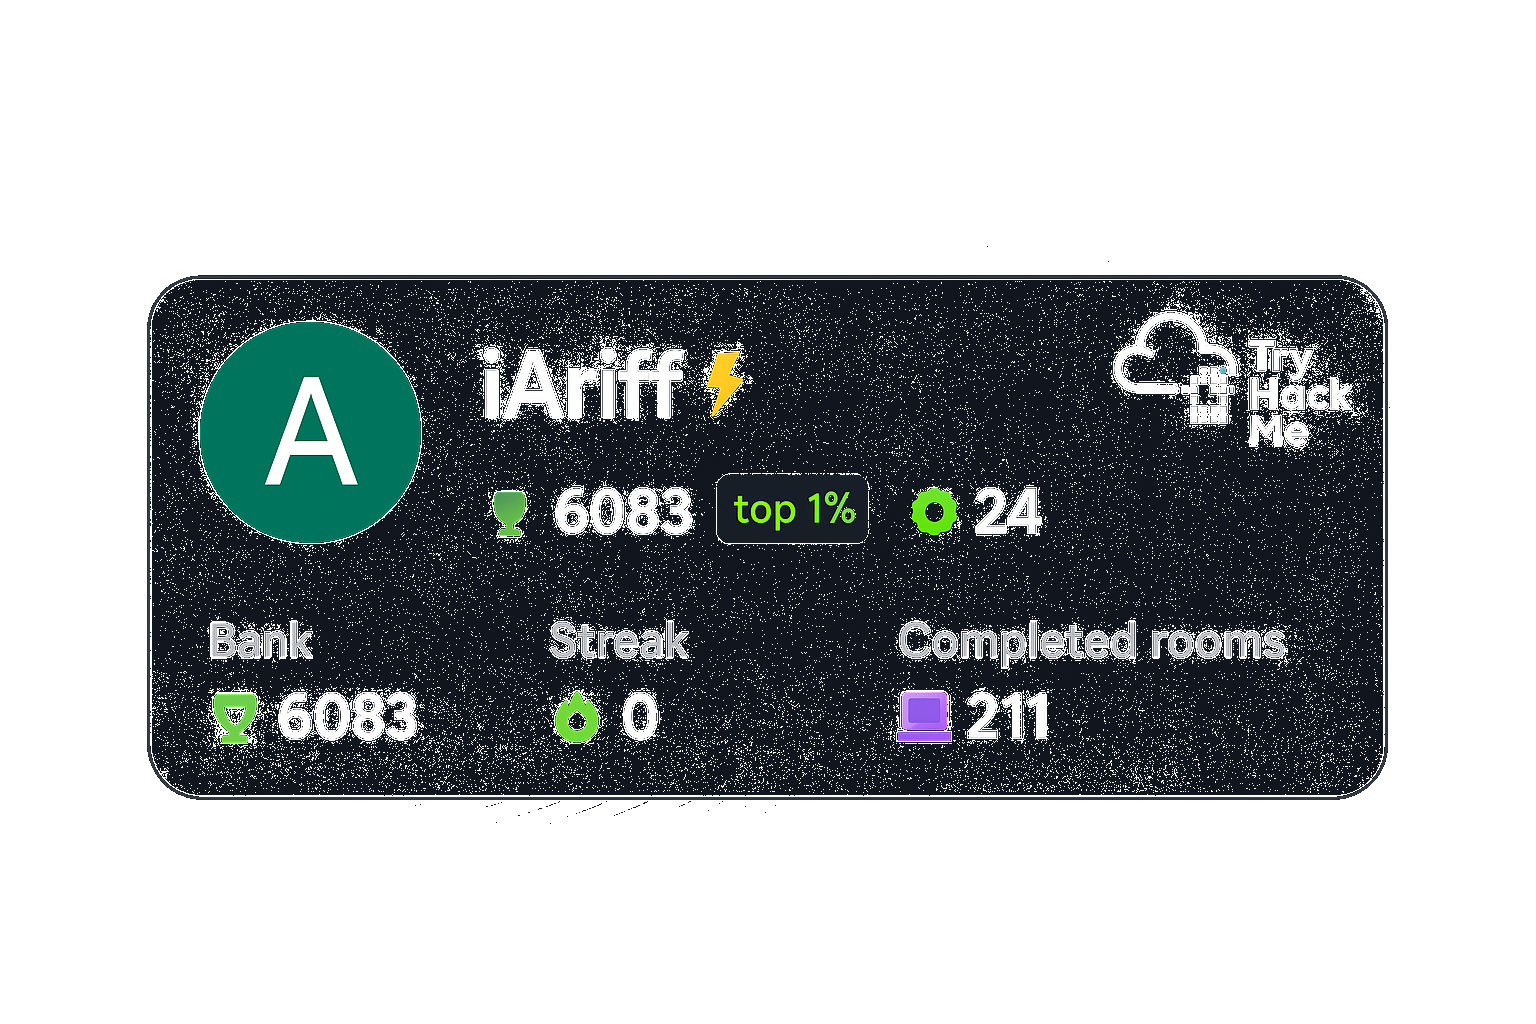 A
iAriff
Try
Hack
Me
6083 top 1% 24
Bank Streak Completed rooms
6083 0 211